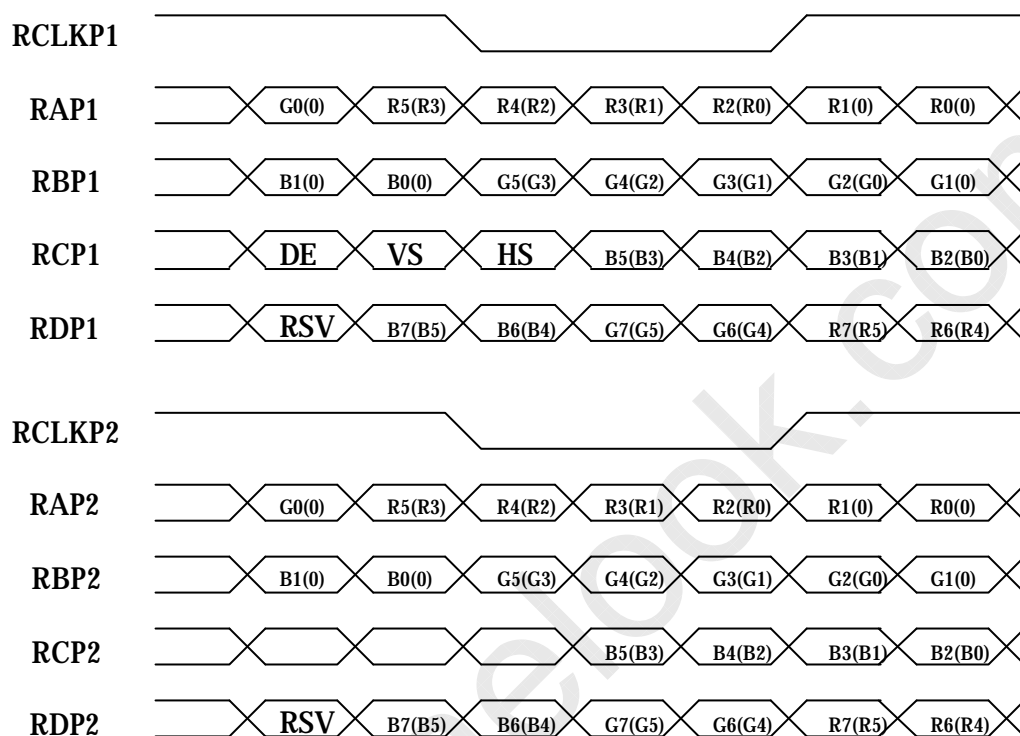 RCLKP1
RAP1 G0(0) R5(R3) R4(R2) R3(R1) R2(R0) R1(0) R0(0)
RBP1 B1(0) B0(0) G5(G3) G4(G2) G3(G1) G2(G0) G1(0)
RCP1 DE VS HS B5(B3) B4(B2) B3(B1) B2(B0)
RDP1 RSV B7(B5) B6(B4) G7(G5) G6(G4) R7(R5) R6(R4)
RCLKP2
RAP2 G0(0) R5(R3) R4(R2) R3(R1) R2(R0) R1(0) R0(0)
RBP2 B1(0) B0(0) G5(G3) G4(G2) G3(G1) G2(G0) G1(0)
RCP2 B5(B3) B4(B2) B3(B1) B2(B0)
RDP2 RSV B7(B5) B6(B4) G7(G5) G6(G4) R7(R5) R6(R4)